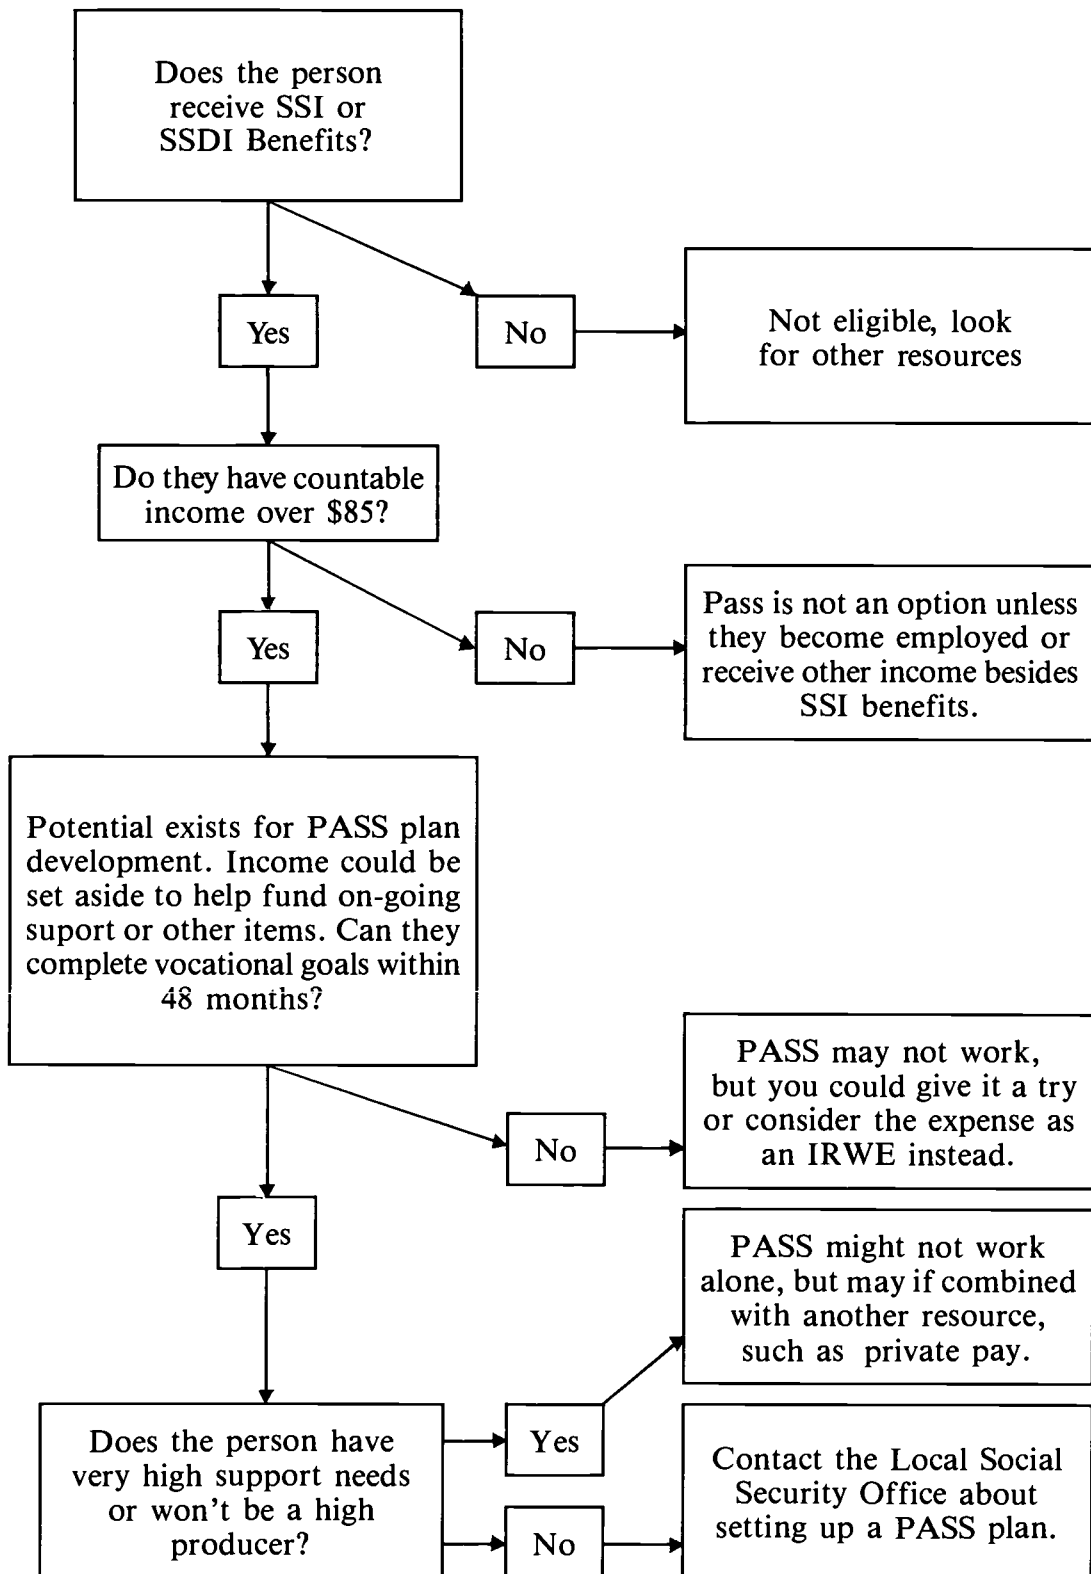 Does the person
receive SSI or
SSDI Benefits?
Yes
No
Not eligible, look
for other resources
Do they have countable
income over $85?
Yes
No
Pass is not an option unless
they become employed or
receive other income besides
SSI benefits.
Potential exists for PASS plan
development. Income could be
set aside to help fund on-going
suport or other items. Can they
complete vocational goals within
48 months?
No
PASS may not work,
but you could give it a try
or consider the expense as
an IRWE instead.
Yes
PASS might not work
alone, but may if combined
with another resource,
such as private pay.
Does the person have
very high support needs
or won't be a high
producer?
Yes
No
Contact the Local Social
Security Office about
setting up a PASS plan.